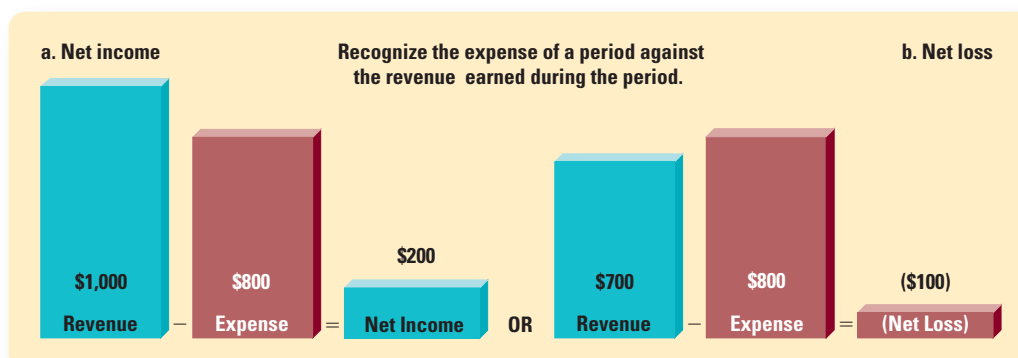 a. Net income
Recognize the expense of a period against
the revenue earned during the period.
b. Net loss
$1,000
Revenue
–
$800
Expense
=
$200
Net Income
OR
$700
Revenue
–
$800
Expense
=
($100)
(Net Loss)